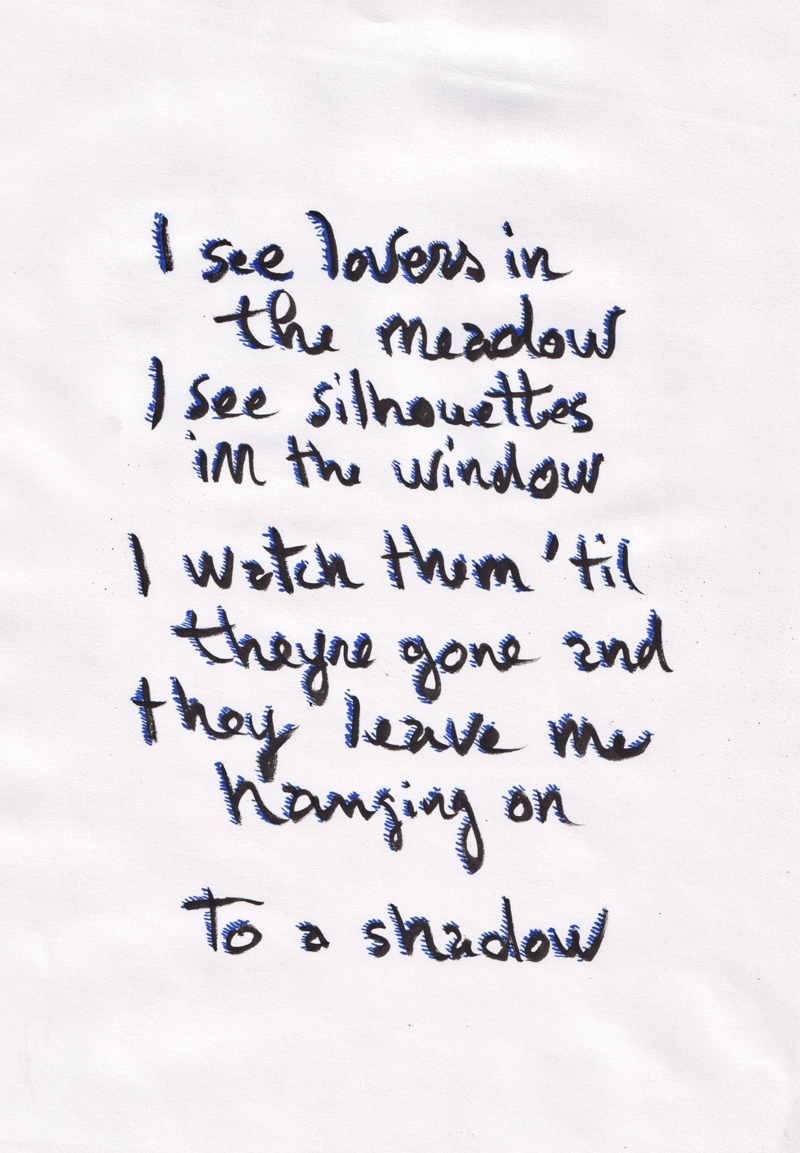 I see lovers in
the meadow
I see silhouettes
in the window
I watch them 'til
theyre gone and
they leave me
hanging on
To a shadow